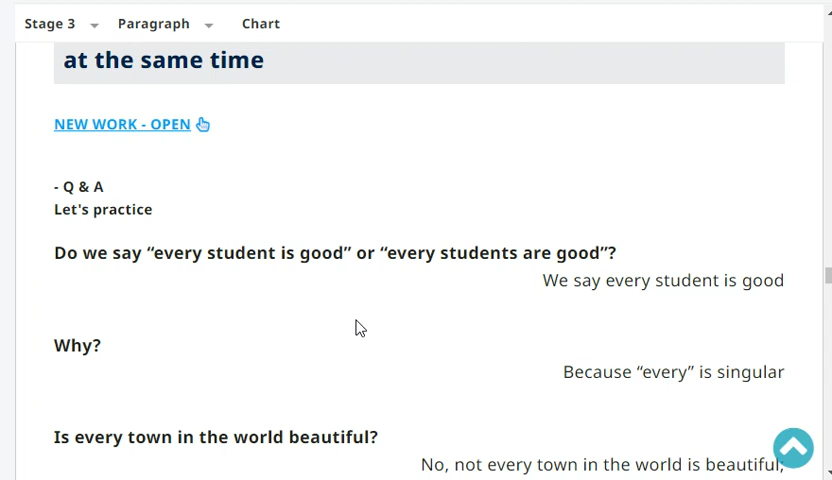 Stage 3 Paragraph Chart
at the same time
NEW WORK - OPEN
- Q & A
Let's practice
Do we say “every student is good” or “every students are good”?
We say every student is good
Why?
Because “every” is singular
Is every town in the world beautiful?
No, not every town in the world is beautiful;